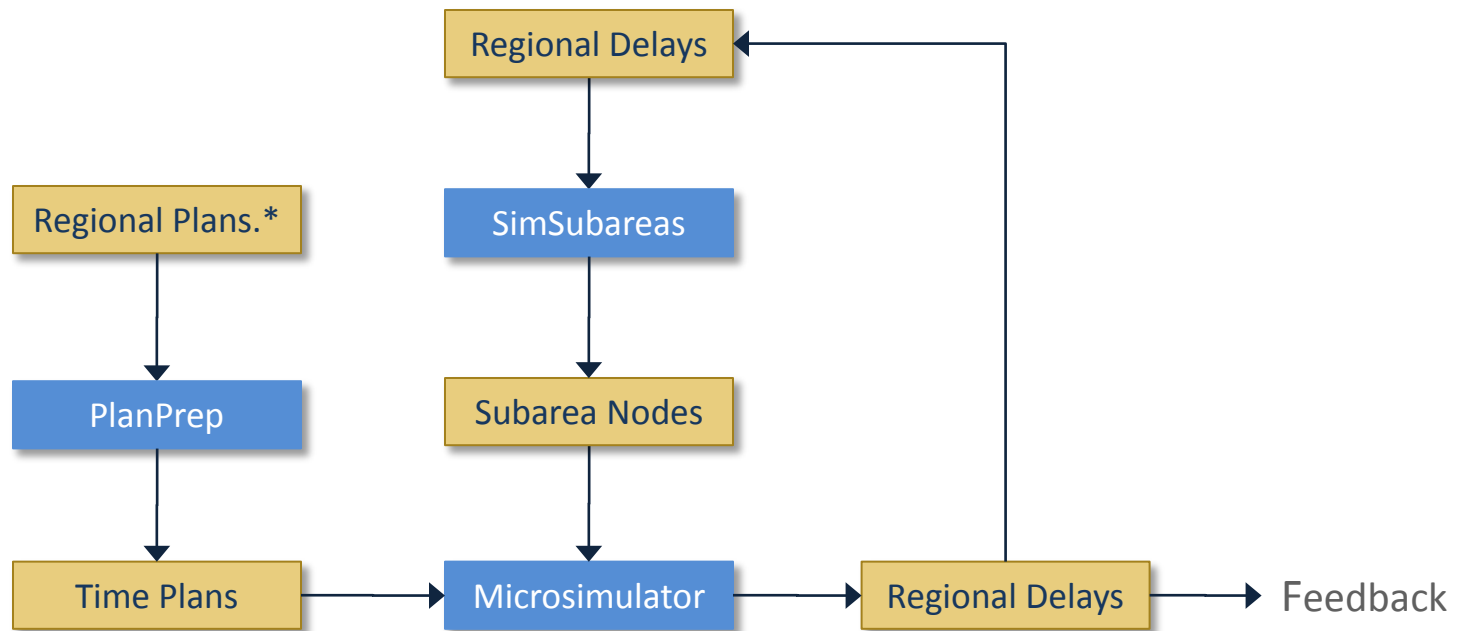 Regional Delays
Regional Plans.*
SimSubareas
PlanPrep
Subarea Nodes
Time Plans
Microsimulator
Regional Delays
Feedback